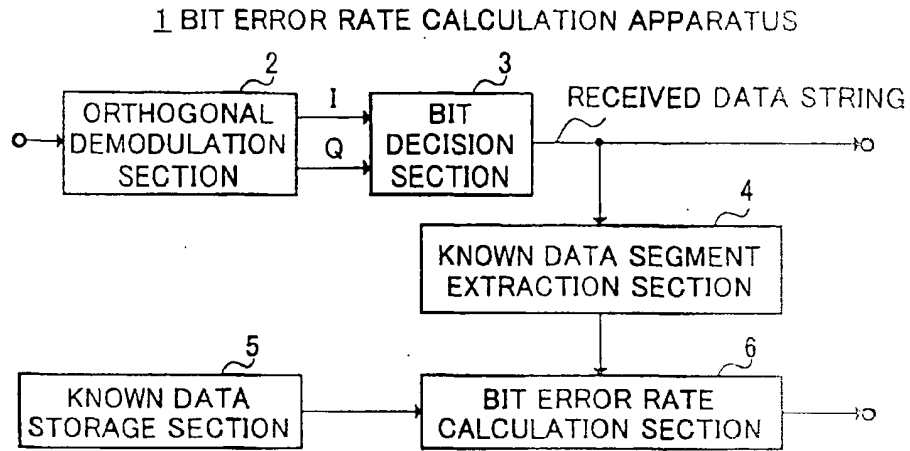 1 BIT ERROR RATE CALCULATION APPARATUS
2
ORTHOGONAL
DEMODULATION
SECTION
I
Q
3
BIT
DECISION
SECTION
RECEIVED DATA STRING
4
KNOWN DATA SEGMENT
EXTRACTION SECTION
5
KNOWN DATA
STORAGE SECTION
6
BIT ERROR RATE
CALCULATION SECTION